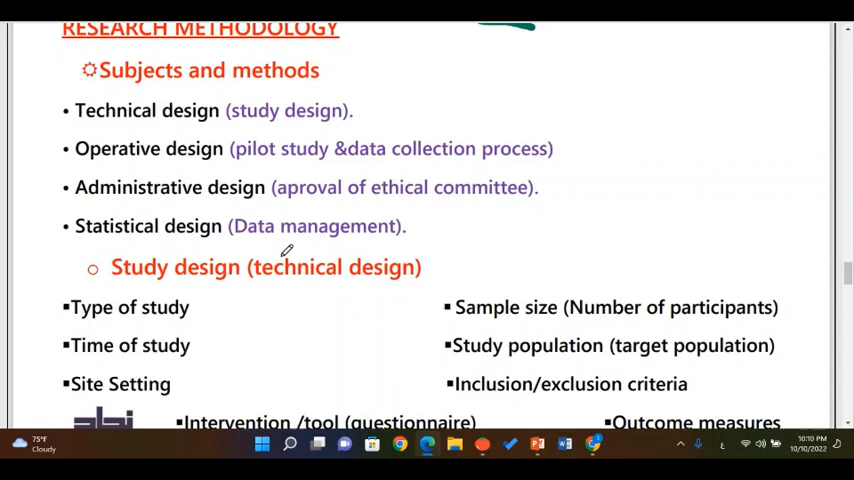 RESEARCH METHODOLOGY
Subjects and methods
• Technical design (study design).
• Operative design (pilot study &data collection process)
• Administrative design (aproval of ethical committee).
• Statistical design (Data management).
o Study design (technical design)
▪Type of study ▪ Sample size (Number of participants)
▪Time of study ▪Study population (target population)
▪Site Setting ▪Inclusion/exclusion criteria
▪Intervention /tool (questionnaire) ▪Outcome measures
75°F
Cloudy
ع
10:10 PM
10/10/2022